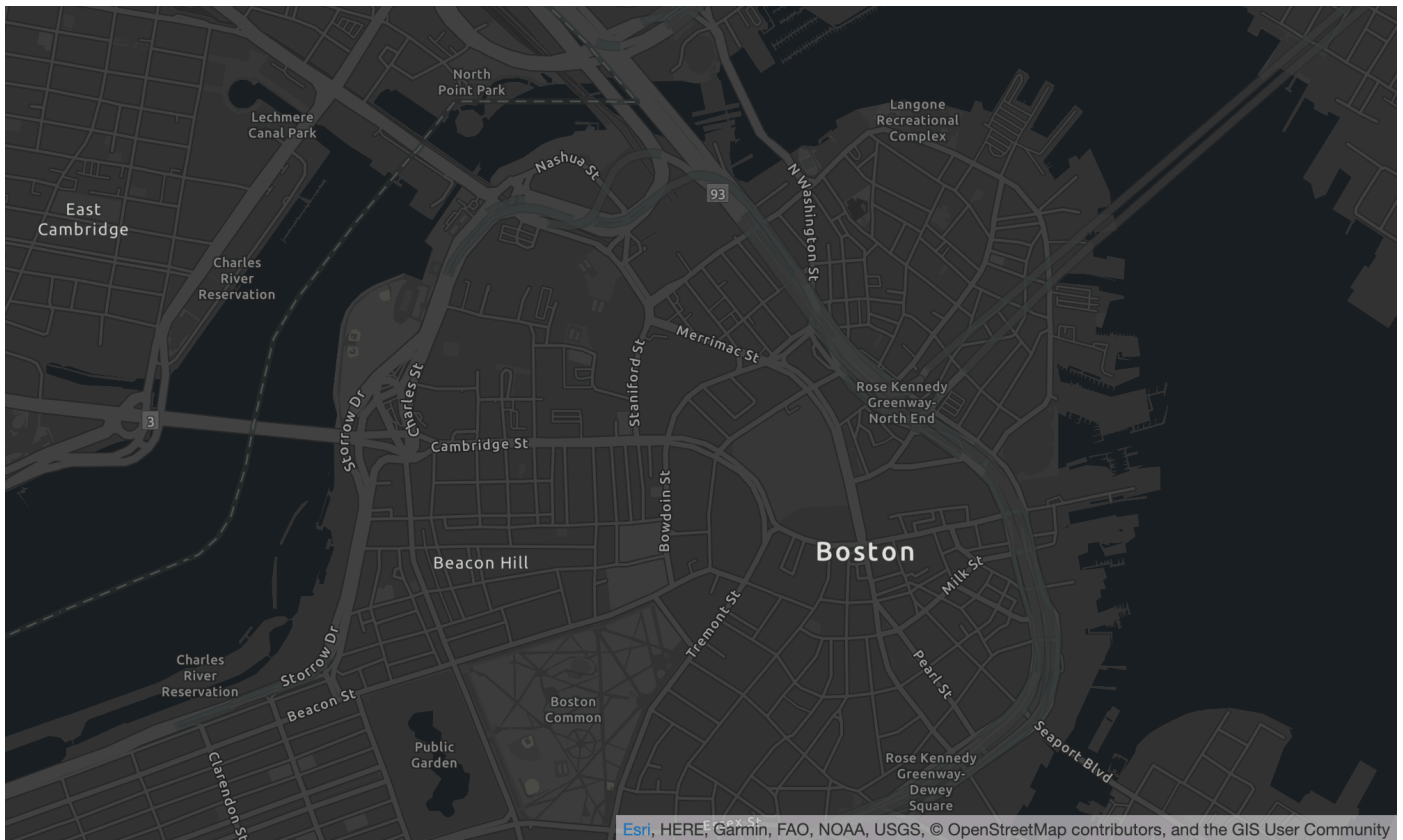 North
Point Park
Lechmere
Canal Park
Langone
Recreational
Complex
Nashua St
93
N Washington St
East
Cambridge
Charles
River
Reservation
Merrimac St
Staniford St
Charles St
Storrow Dr
Rose Kennedy
Greenway-
North End
3
Cambridge St
Bowdoin St
Boston
Beacon Hill
Milk St
Tremont St
Pearl St
Charles
River
Reservation
Storrow Dr
Beacon St
Boston
Common
Public
Garden
Seaport Blvd
Rose Kennedy
Greenway-
Dewey
Square
Clarendon St
Essex St
Esri, HERE, Garmin, FAO, NOAA, USGS, © OpenStreetMap contributors, and the GIS User Community